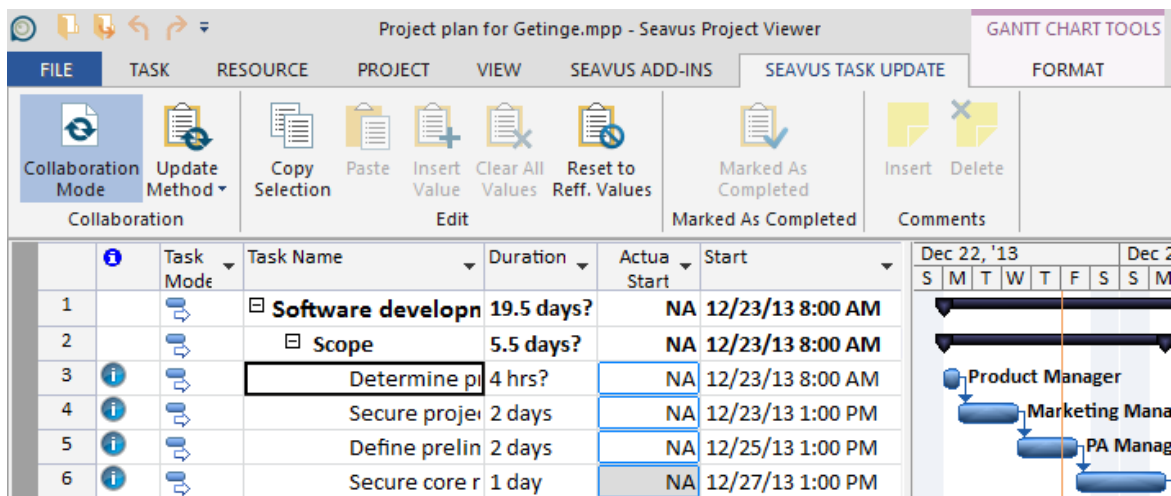 Project plan for Getinge.mpp - Seavus Project Viewer
GANTT CHART TOOLS
FILE TASK RESOURCE PROJECT VIEW SEAVUS ADD-INS SEAVUS TASK UPDATE FORMAT
Collaboration Mode
Update Method
Copy Selection
Paste
Insert Value
Clear All Values
Reset to Reff. Values
Marked As Completed
Insert
Delete
Collaboration Edit Marked As Completed Comments
Task Mode
Task Name
Duration
Actua Start
Start
Dec 22, '13 Dec 2
S M T W T F S S M
1 Software developn 19.5 days? NA 12/23/13 8:00 AM
2 Scope 5.5 days? NA 12/23/13 8:00 AM
3 Determine pr 4 hrs? NA 12/23/13 8:00 AM Product Manager
4 Secure projec 2 days NA 12/23/13 1:00 PM Marketing Mana
5 Define prelin 2 days NA 12/25/13 1:00 PM PA Manag
6 Secure core r 1 day NA 12/27/13 1:00 PM